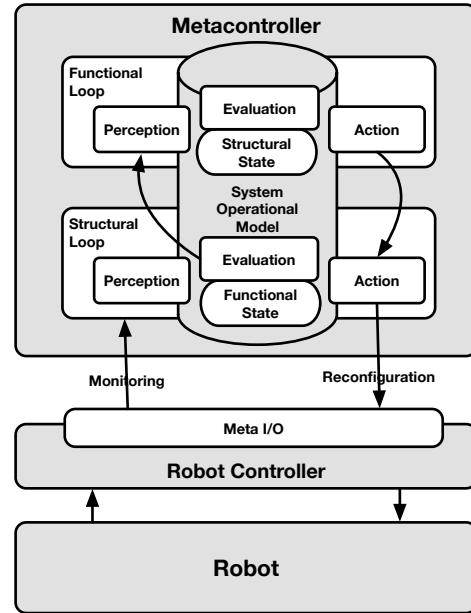 Metacontroller
Functional
Loop
Perception
Evaluation
Structural
State
Action
System
Operational
Model
Structural
Loop
Perception
Evaluation
Functional
State
Action
Monitoring
Reconfiguration
Meta I/O
Robot Controller
Robot